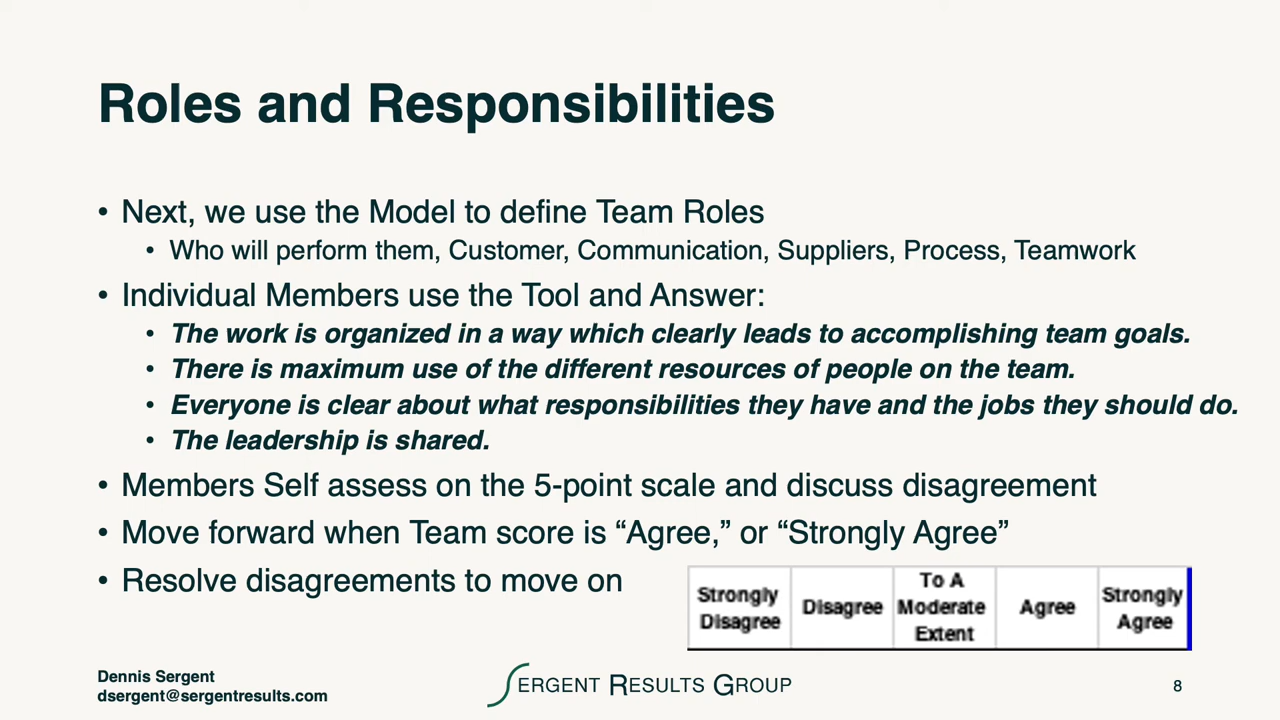 Roles and Responsibilities
• Next, we use the Model to define Team Roles
• Who will perform them, Customer, Communication, Suppliers, Process, Teamwork
• Individual Members use the Tool and Answer:
• The work is organized in a way which clearly leads to accomplishing team goals.
• There is maximum use of the different resources of people on the team.
• Everyone is clear about what responsibilities they have and the jobs they should do.
• The leadership is shared.
• Members Self assess on the 5-point scale and discuss disagreement
• Move forward when Team score is “Agree,” or “Strongly Agree”
• Resolve disagreements to move on
Strongly
Disagree
Disagree
To A
Moderate
Extent
Agree
Strongly
Agree
Dennis Sergent
dsergent@sergentresults.com
SERGENT RESULTS GROUP
8